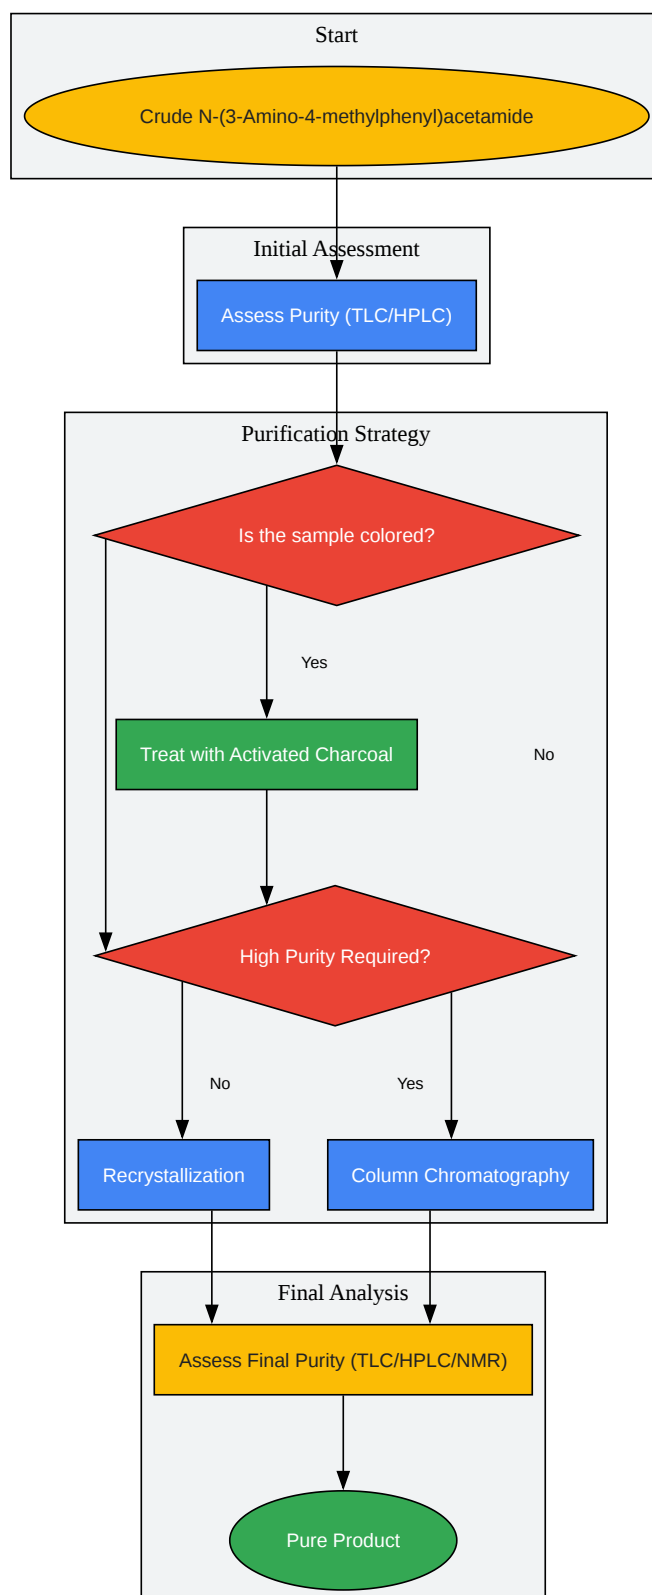 Start
Crude N-(3-Amino-4-methylphenyl)acetamide
Initial Assessment
Assess Purity (TLC/HPLC)
Purification Strategy
Is the sample colored?
Yes
Treat with Activated Charcoal
No
High Purity Required?
No
Yes
Recrystallization
Column Chromatography
Final Analysis
Assess Final Purity (TLC/HPLC/NMR)
Pure Product